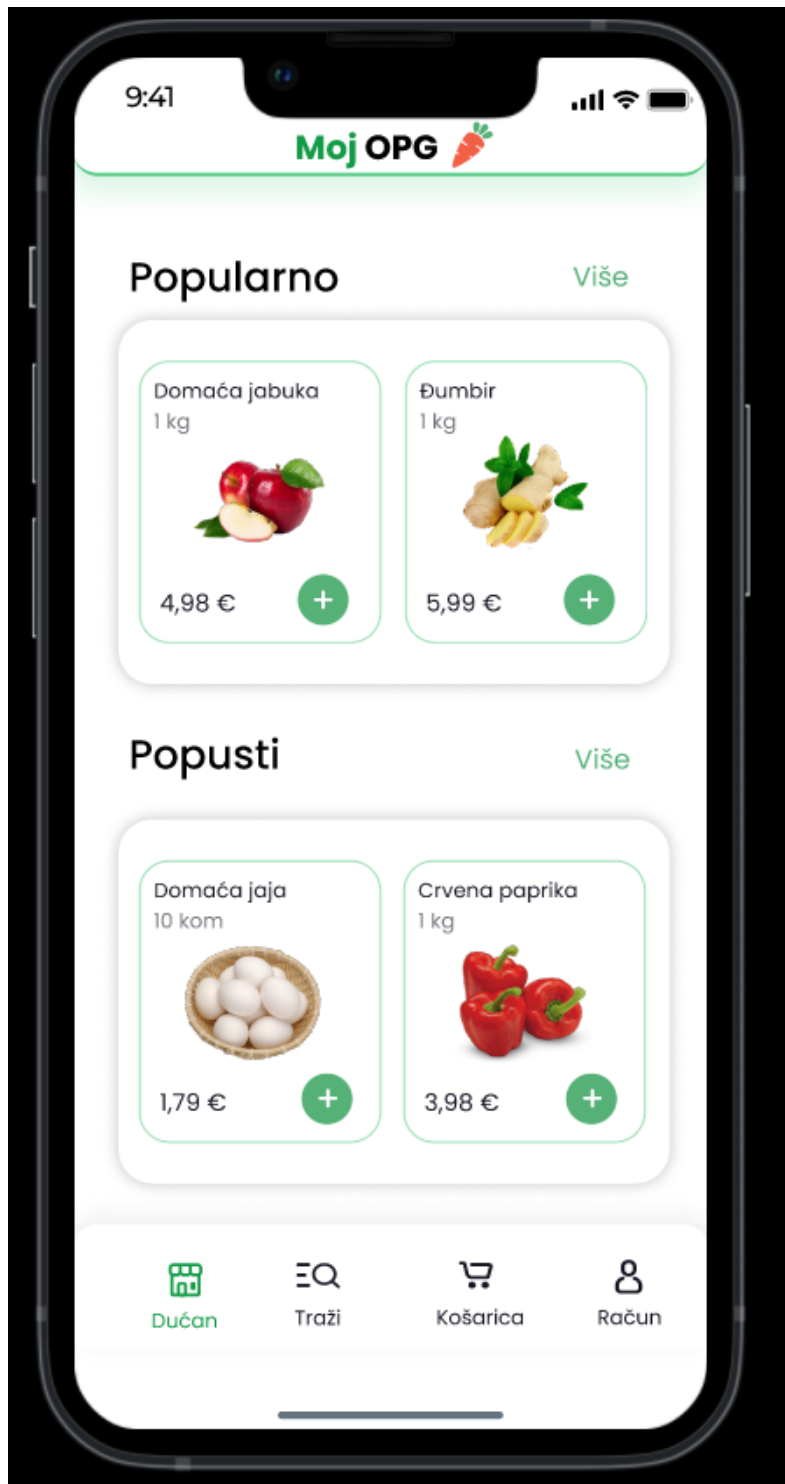 9:41
Moj OPG
Popularno Više
Domaća jabuka
1 kg
4,98 €
+
Đumbir
1 kg
5,99 €
+
Popusti Više
Domaća jaja
10 kom
1,79 €
+
Crvena paprika
1 kg
3,98 €
+
Dućan Traži Košarica Račun